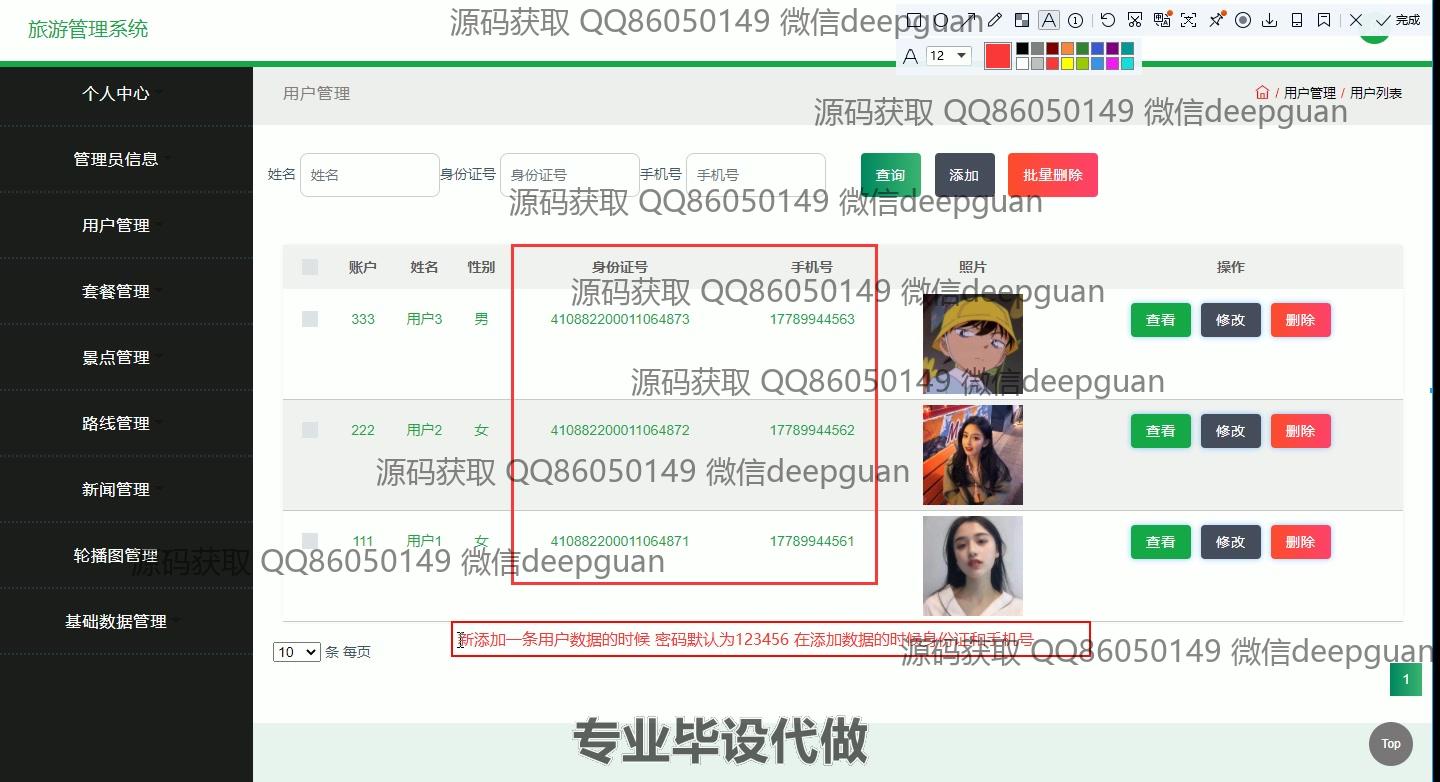 旅游管理系统
源码获取 QQ86050149 微信deepguan
完成
A 12
个人中心
管理员信息
用户管理
套餐管理
景点管理
路线管理
新闻管理
轮播图管理
基础数据管理
用户管理
/ 用户管理 / 用户列表
源码获取 QQ86050149 微信deepguan
姓名 姓名 身份证号 身份证号 手机号 手机号 查询 添加 批量删除
源码获取 QQ86050149 微信deepguan
账户 姓名 性别 身份证号 手机号 照片 操作
源码获取 QQ86050149 微信deepguan
333 用户3 男 410882200011064873 17789944563 查看 修改 删除
源码获取 QQ86050149 微信deepguan
222 用户2 女 410882200011064872 17789944562 查看 修改 删除
源码获取 QQ86050149 微信deepguan
111 用户1 女 410882200011064871 17789944561 查看 修改 删除
源码获取 QQ86050149 微信deepguan
新添加一条用户数据的时候 密码默认为123456 在添加数据的时候身份证和手机号
10 条 每页
源码获取 QQ86050149 微信deepguan
1
专业毕设代做
Top